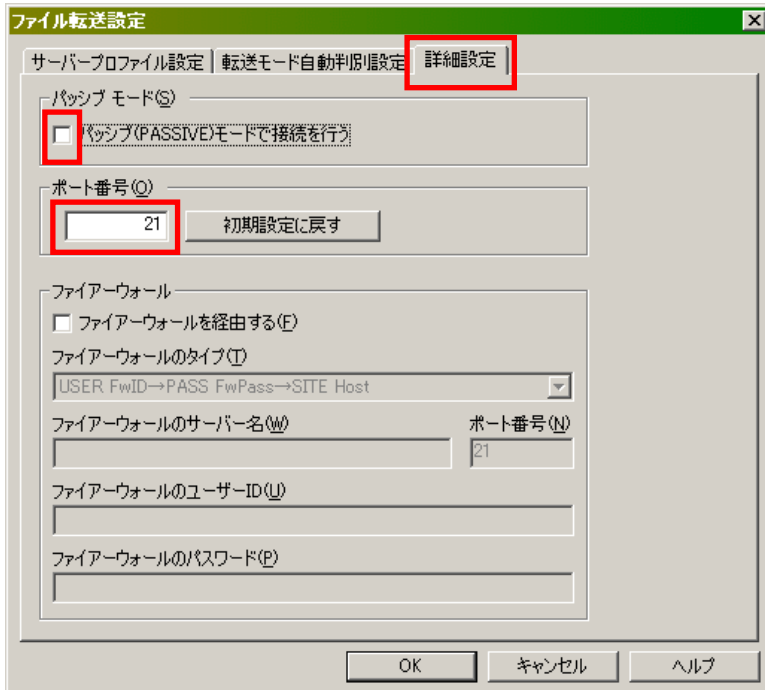 ファイル転送設定
サーバープロファイル設定 転送モード自動判別設定 詳細設定
パッシブ モード(S)
パッシブ(PASSIVE)モードで接続を行う
ポート番号(O)
21 初期設定に戻す
ファイアーウォール
ファイアーウォールを経由する(F)
ファイアーウォールのタイプ(T)
USER FwID→PASS FwPass→SITE Host
ファイアーウォールのサーバー名(W) ポート番号(N)
21
ファイアーウォールのユーザーID(U)
ファイアーウォールのパスワード(P)
OK キャンセル ヘルプ